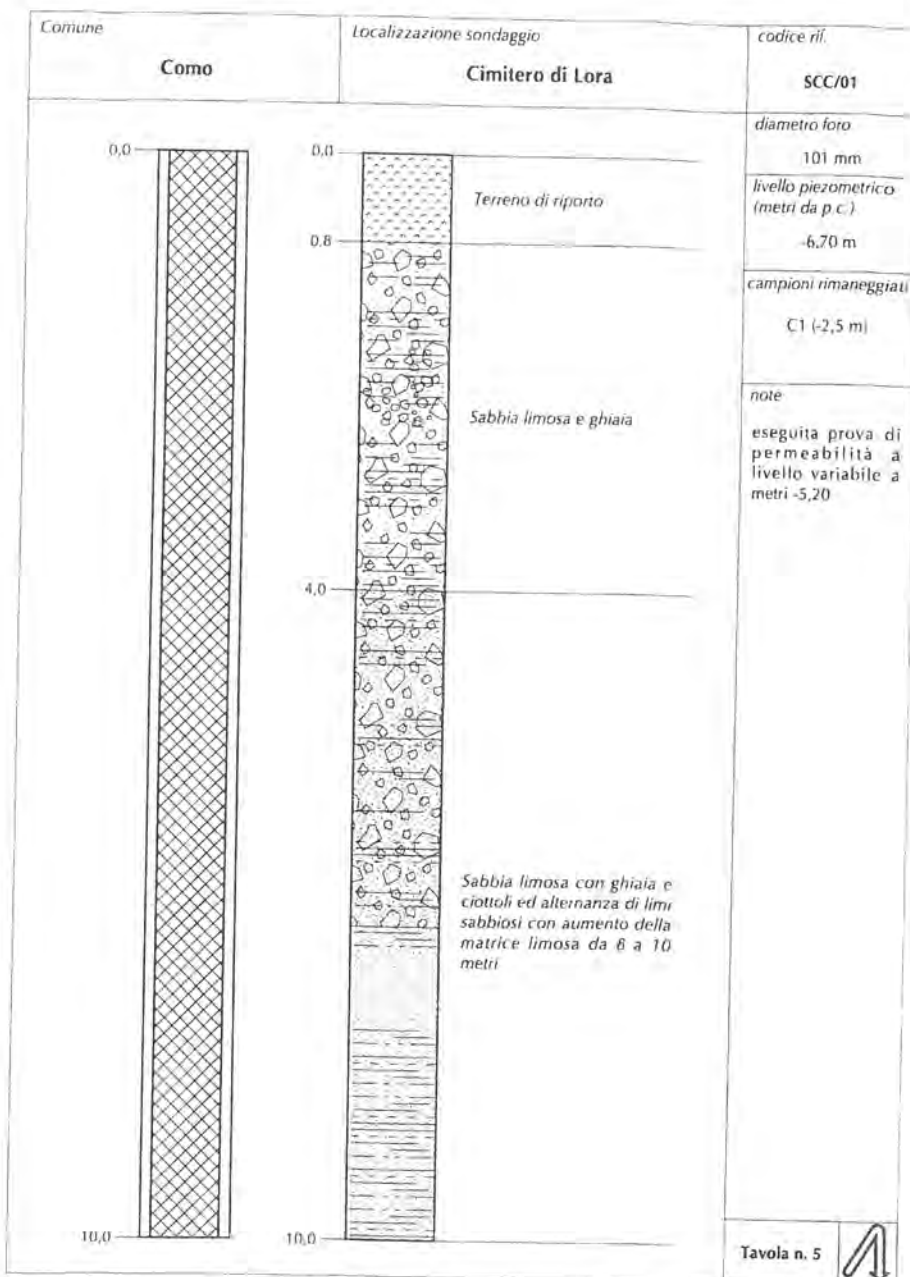 Comune
Como
Localizzazione sondaggio
Cimitero di Lora
codice rif.
SCC/01
diametro foro
101 mm
livello piezometrico
(metri da p.c.)
-6,70 m
campioni rimaneggiati
C1 (-2,5 m)
note
eseguita prova di
permeabilità a
livello variabile a
metri -5,20
0,0
0,0
Terreno di riporto
0,8
Sabbia limosa e ghiaia
4,0
Sabbia limosa con ghiaia e
ciottoli ed alternanza di limi
sabbiosi con aumento della
matrice limosa da 8 a 10
metri
10,0
10,0
Tavola n. 5